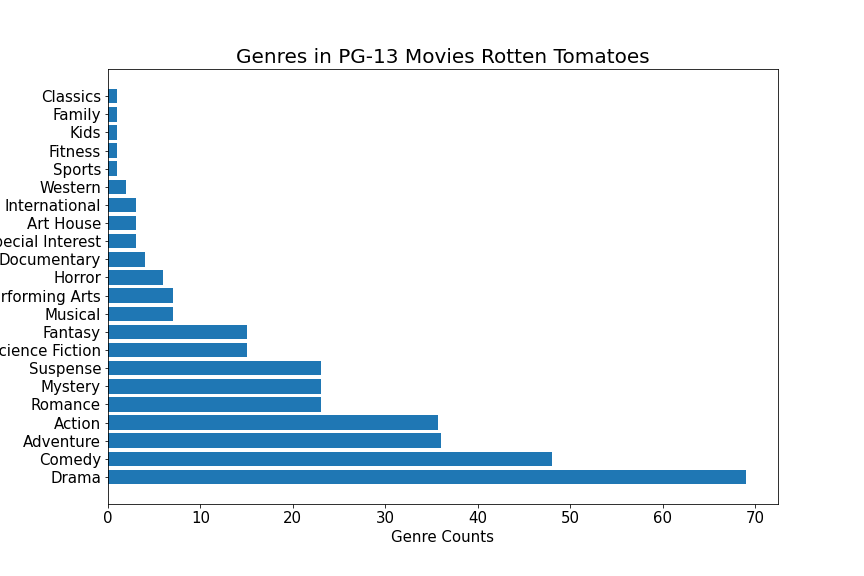 Genres in PG-13 Movies Rotten Tomatoes
Classics
Family
Kids
Fitness
Sports
Western
International
Art House
pecial Interest
Documentary
Horror
rforming Arts
Musical
Fantasy
cience Fiction
Suspense
Mystery
Romance
Action
Adventure
Comedy
Drama
0 10 20 30 40 50 60 70
Genre Counts